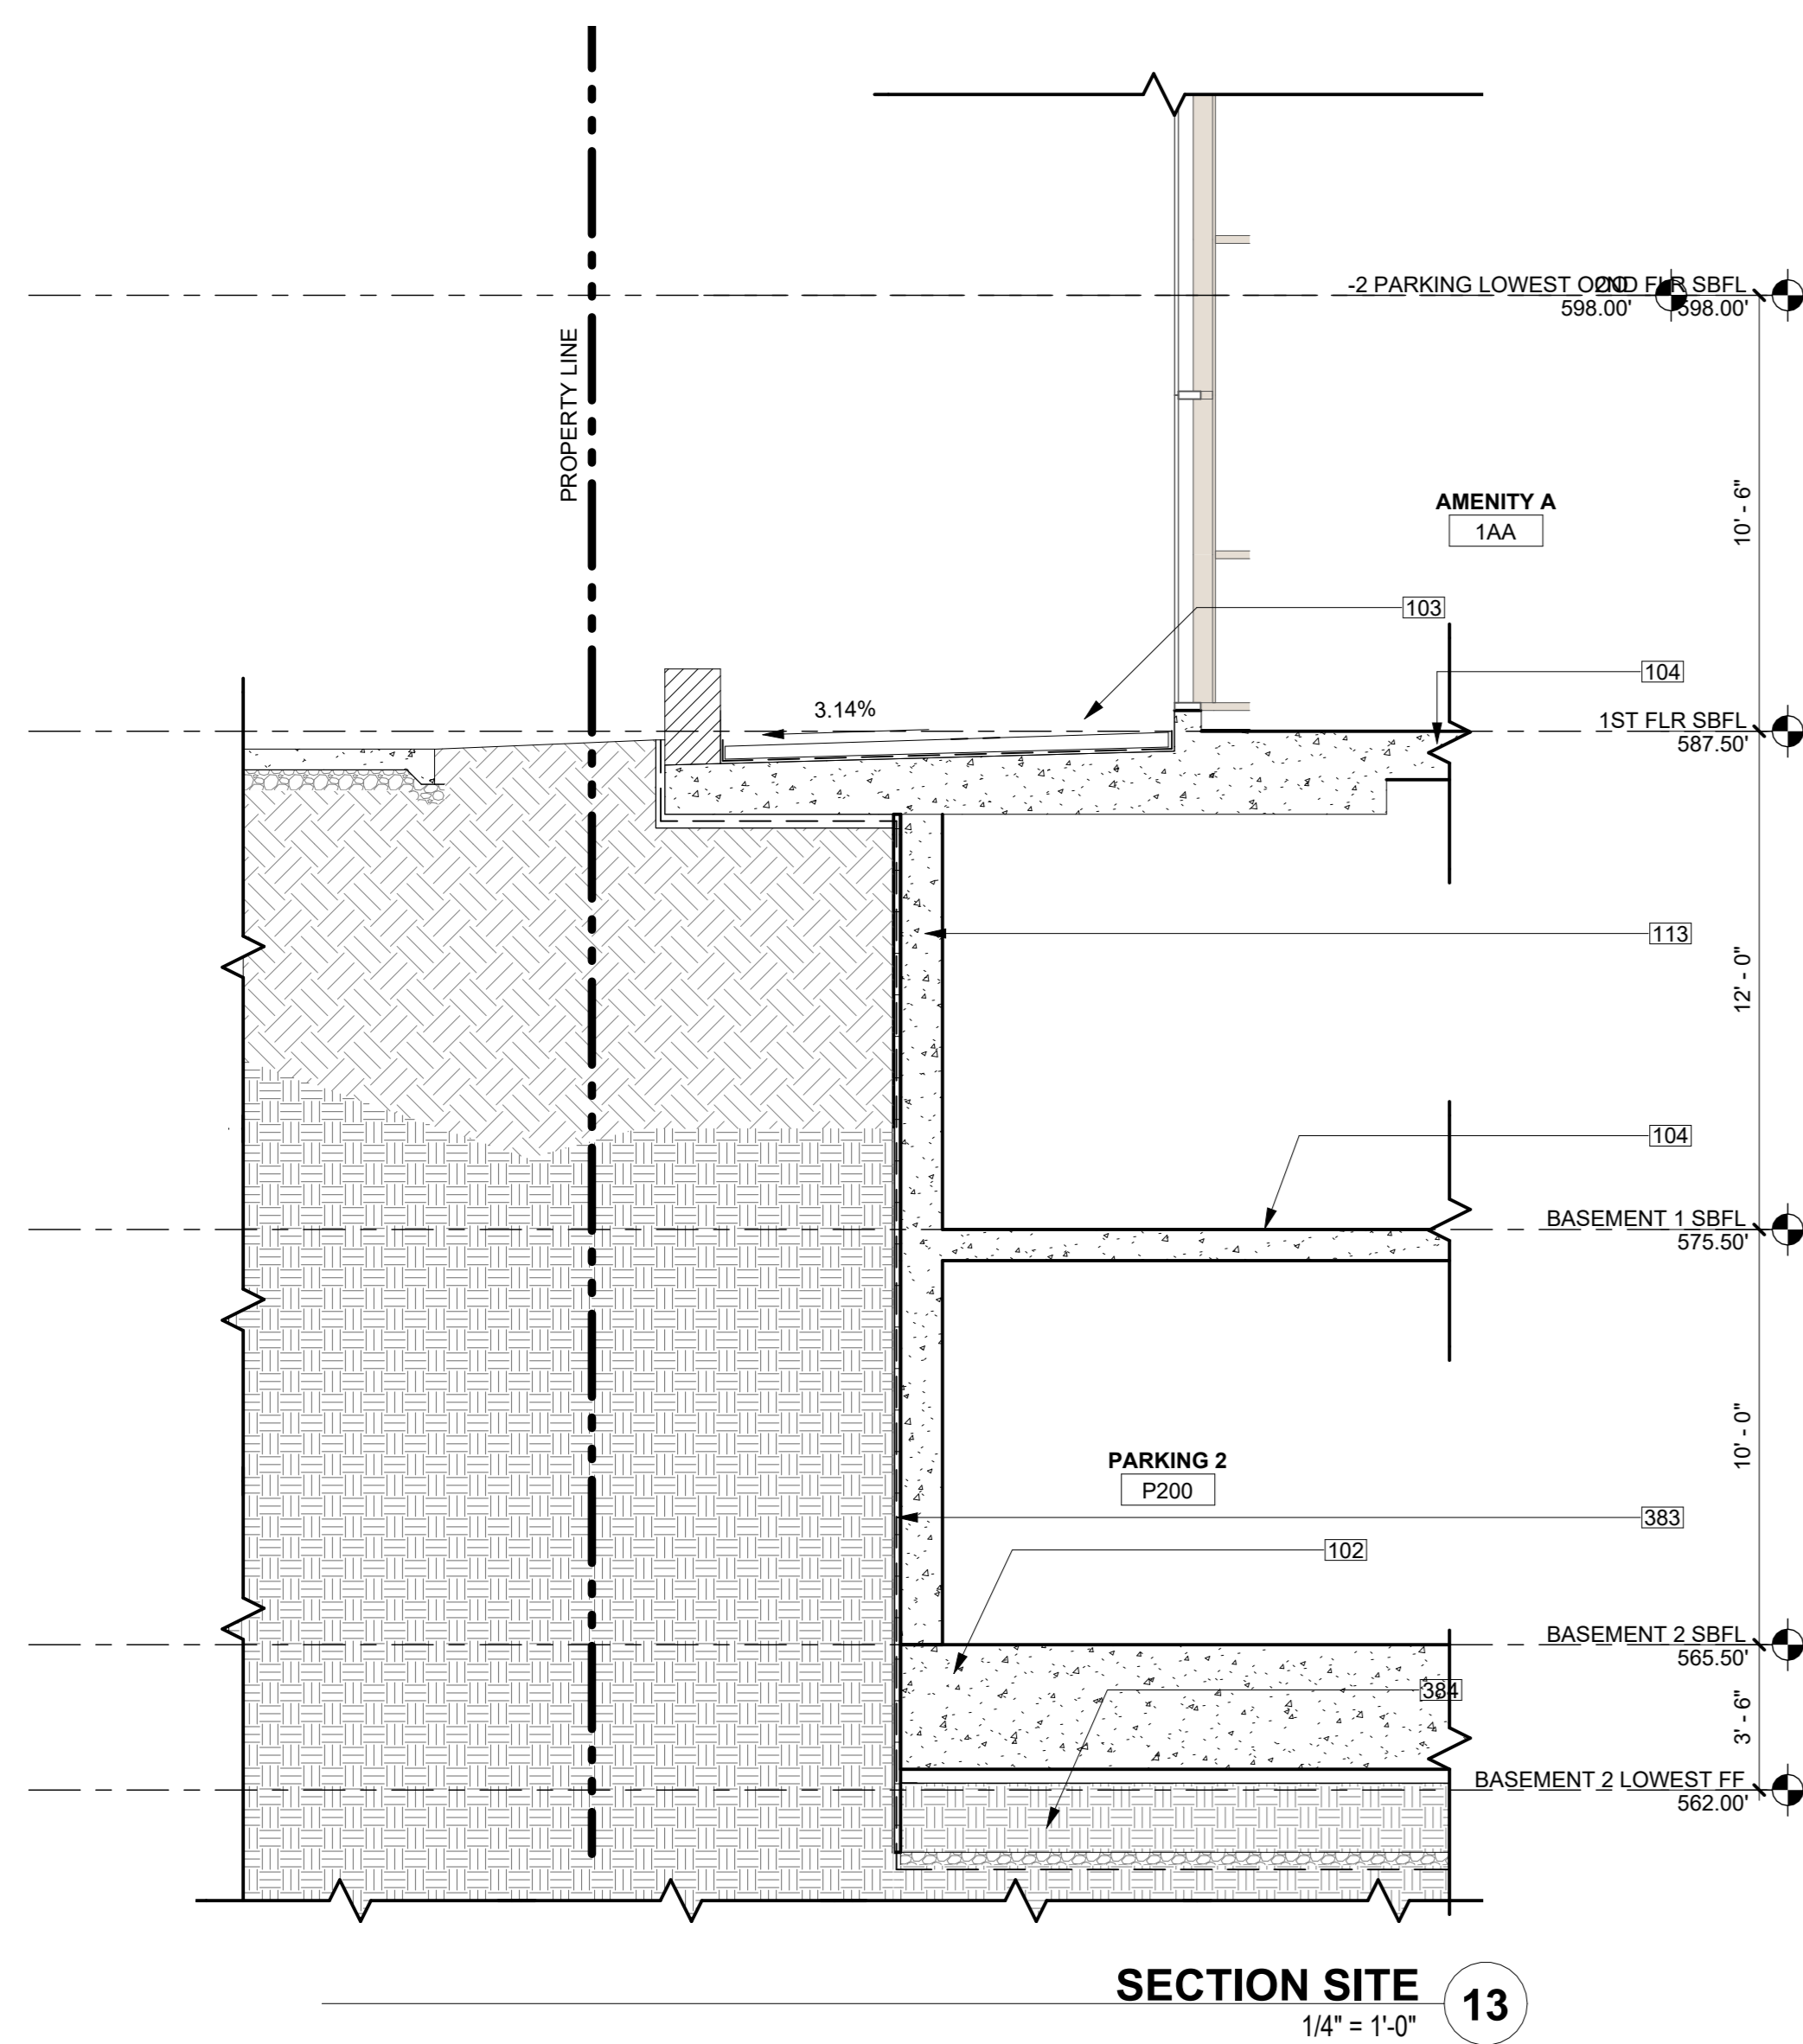 -2 PARKING LOWEST O
2ND FLR SBFL
598.00'
598.00'
PROPERTY LINE
AMENITY A
1AA
10' - 6"
103
104
3.14%
1ST FLR SBFL
587.50'
113
12' - 0"
104
BASEMENT 1 SBFL
575.50'
10' - 0"
PARKING 2
P200
383
102
BASEMENT 2 SBFL
565.50'
384
3' - 6"
BASEMENT 2 LOWEST FF
562.00'
SECTION SITE
13
1/4" = 1'-0"